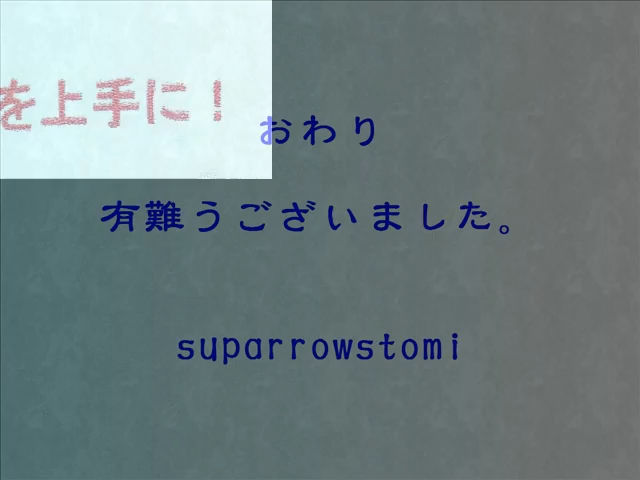 を上手に！
おわり
有難うございました。
suparrowstomi